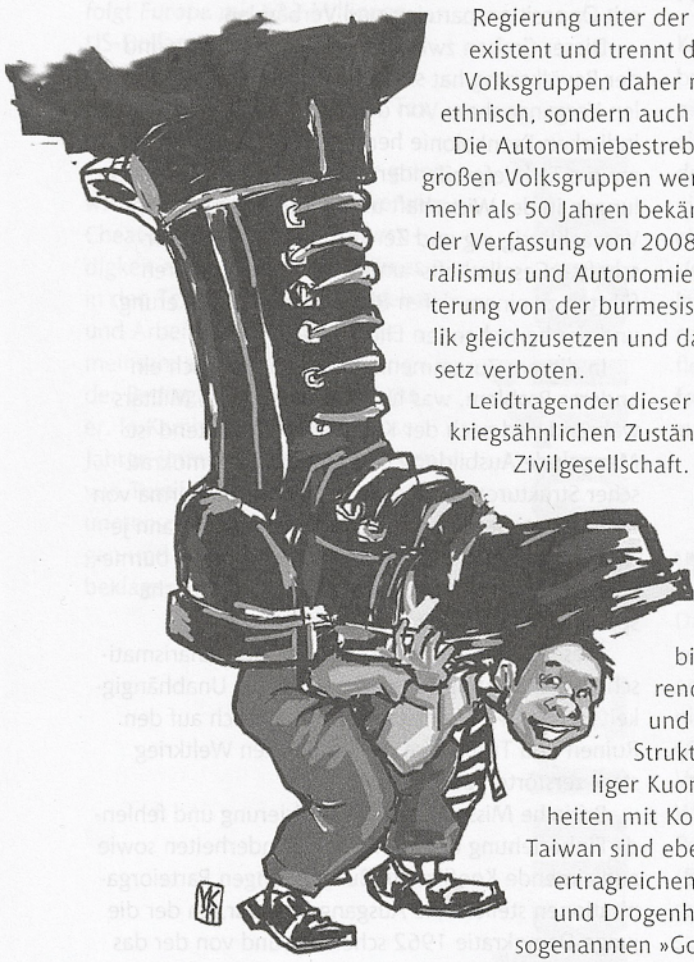 Regierung unter der
existent und trennt d
Volksgruppen daher r
ethnisch, sondern auch
Die Autonomiebestreb
großen Volksgruppen wer
mehr als 50 Jahren bekär
der Verfassung von 2008
ralismus und Autonomie
terung von der burmesis
lik gleichzusetzen und da
setz verboten.
Leidtragender dieser
kriegsähnlichen Zustän
Zivilgesellschaft.
bi
renc
und
Strukt
liger Kuor
heiten mit Ko
Taiwan sind ebe
ertragreichen
und Drogenh
sogenannten »Go